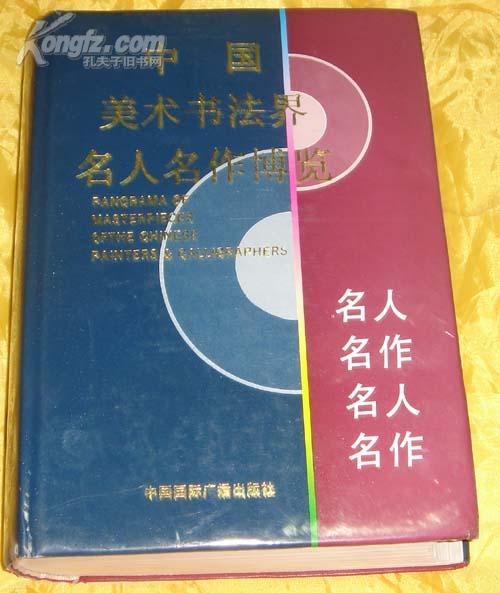 Kongfz.com
孔夫子旧书网
中国
美术书法界
名人名作博览
PANORAMA OF
MASTERPIECES
OFTHE CHINESE
PAINTERS & CALLIGRAPHERS
名人
名作
名人
名作
中国国际广播出版社